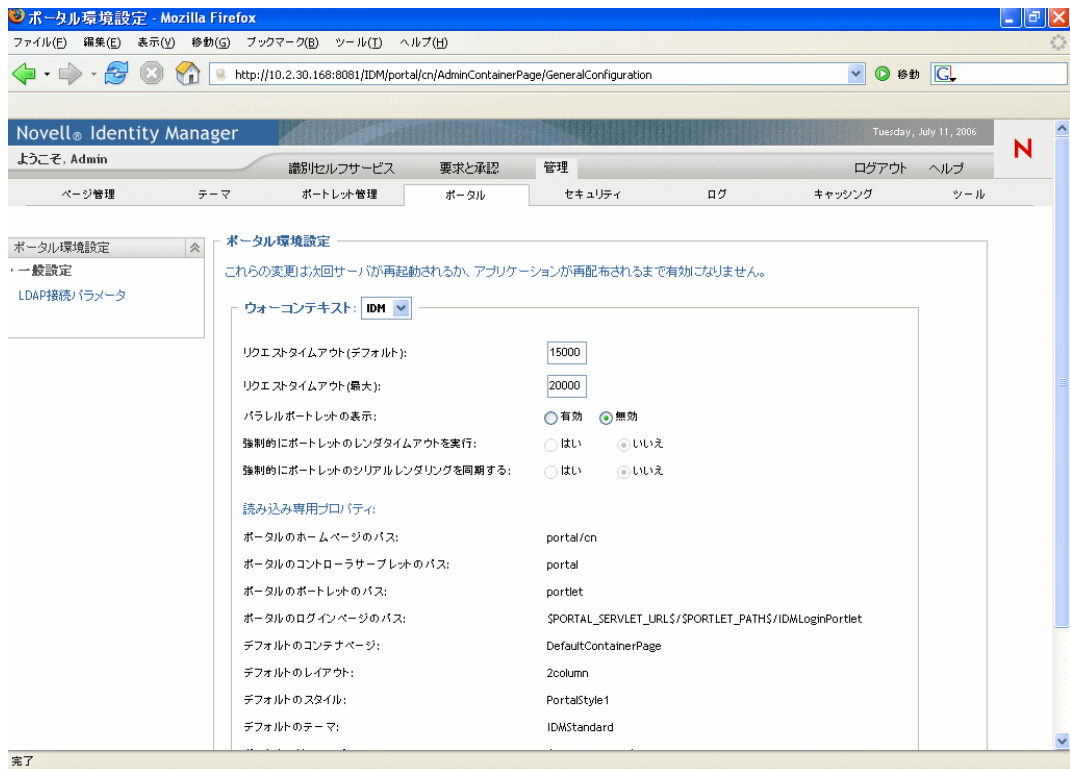 ポータル環境設定 - Mozilla Firefox
ファイル(F) 編集(E) 表示(V) 移動(G) ブックマーク(B) ツール(T) ヘルプ(H)
http://10.2.30.168:8081/IDM/portal/cn/AdminContainerPage/GeneralConfiguration 移動 G
Novell® Identity Manager Tuesday, July 11, 2006
N
ようこそ, Admin
識別セルフサービス 要求と承認 管理 ログアウト ヘルプ
ページ管理 テーマ ポートレット管理 ポータル セキュリティ ログ キャッシング ツール
ポータル環境設定
・一般設定
LDAP接続パラメータ
ポータル環境設定
これらの変更は次回サーバが再起動されるか、アプリケーションが再配布されるまで有効になりません。
ウォーコンテキスト: IDM
リクエストタイムアウト(デフォルト): 15000
リクエストタイムアウト(最大): 20000
パラレルポートレットの表示: 有効 無効
強制的にポートレットのレンダタイムアウトを実行: はい いいえ
強制的にポートレットのシリアルレンダリングを同期する: はい いいえ
読み込み専用プロパティ:
ポータルのホームページのパス: portal/cn
ポータルのコントローラサーブレットのパス: portal
ポータルのポートレットのパス: portlet
ポータルのログインページのパス: $PORTAL_SERVLET_URL$/$PORTLET_PATH$/IDMLoginPortlet
デフォルトのコンテナページ: DefaultContainerPage
デフォルトのレイアウト: 2column
デフォルトのスタイル: PortalStyle1
デフォルトのテーマ: IDMStandard
完了